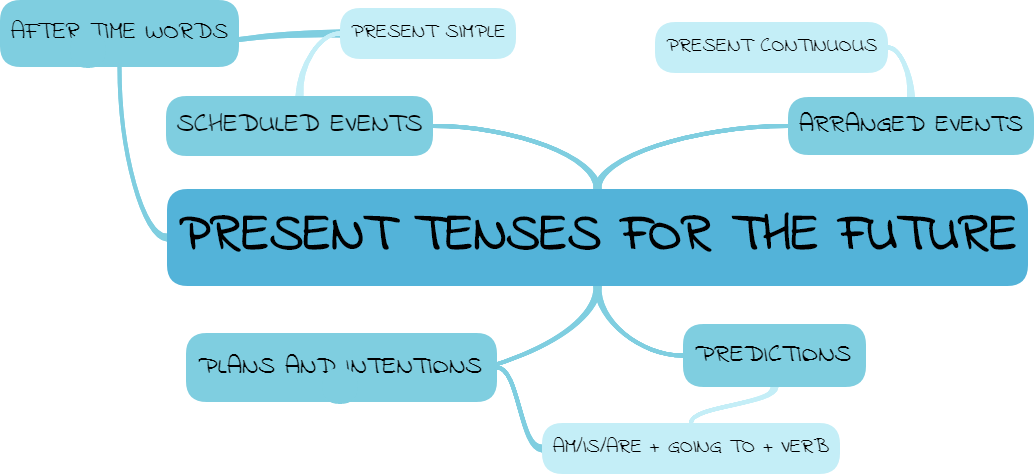 AFTER TIME WORDS
PRESENT SIMPLE
PRESENT CONTINUOUS
SCHEDULED EVENTS
ARRANGED EVENTS
PRESENT TENSES FOR THE FUTURE
PLANS AND INTENTIONS
PREDICTIONS
AM/IS/ARE + GOING TO + VERB